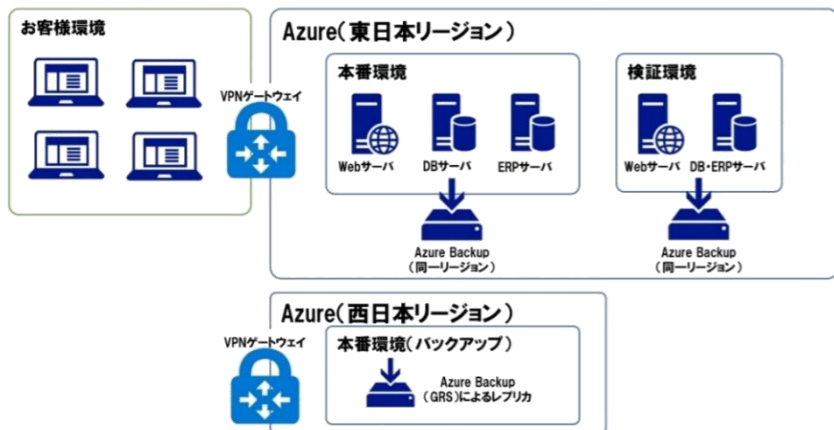 お客様環境
Azure(東日本リージョン)
VPNゲートウェイ
本番環境
Webサーバ
DBサーバ
ERPサーバ
Azure Backup
(同一リージョン)
検証環境
Webサーバ
DB・ERPサーバ
Azure Backup
(同一リージョン)
Azure(西日本リージョン)
VPNゲートウェイ
本番環境(バックアップ)
Azure Backup
(GRS)によるレプリカ